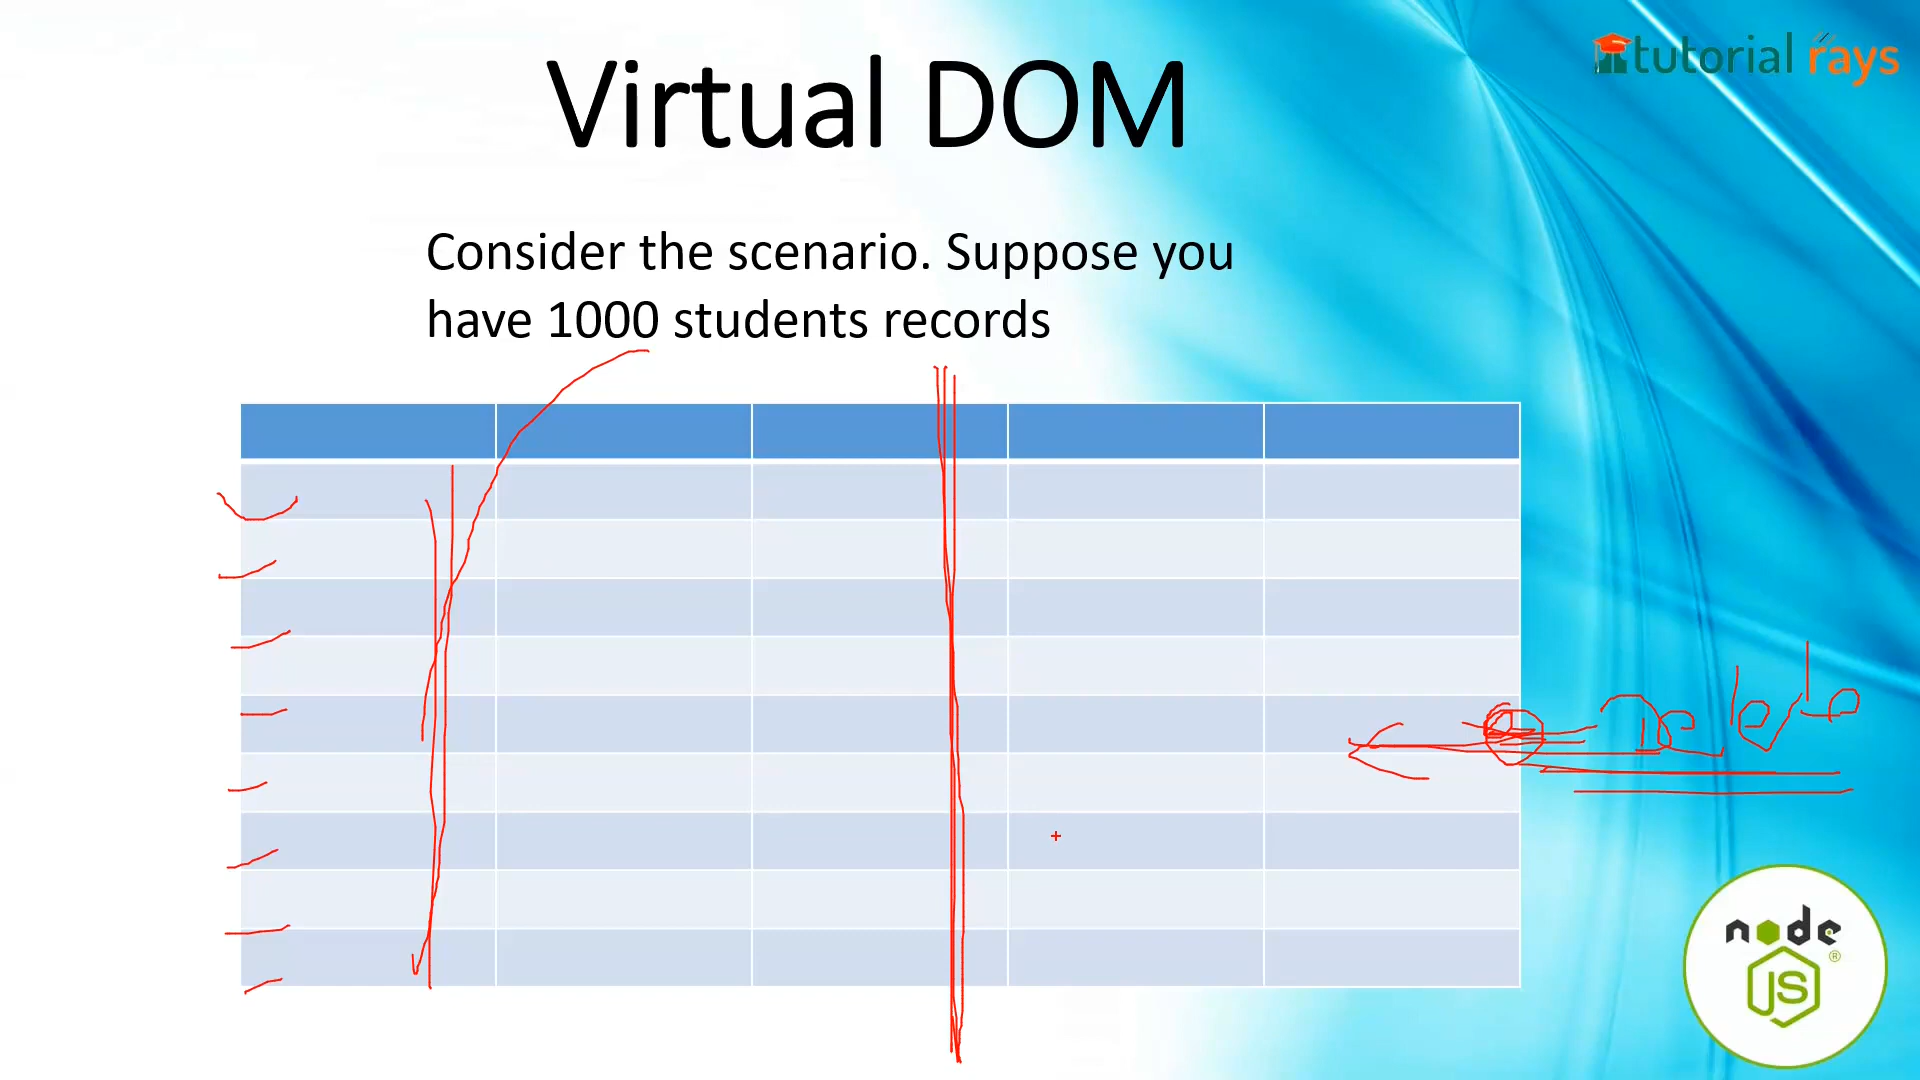 tutorial rays
Virtual DOM
Consider the scenario. Suppose you
have 1000 students records
Delete
node
JS
®